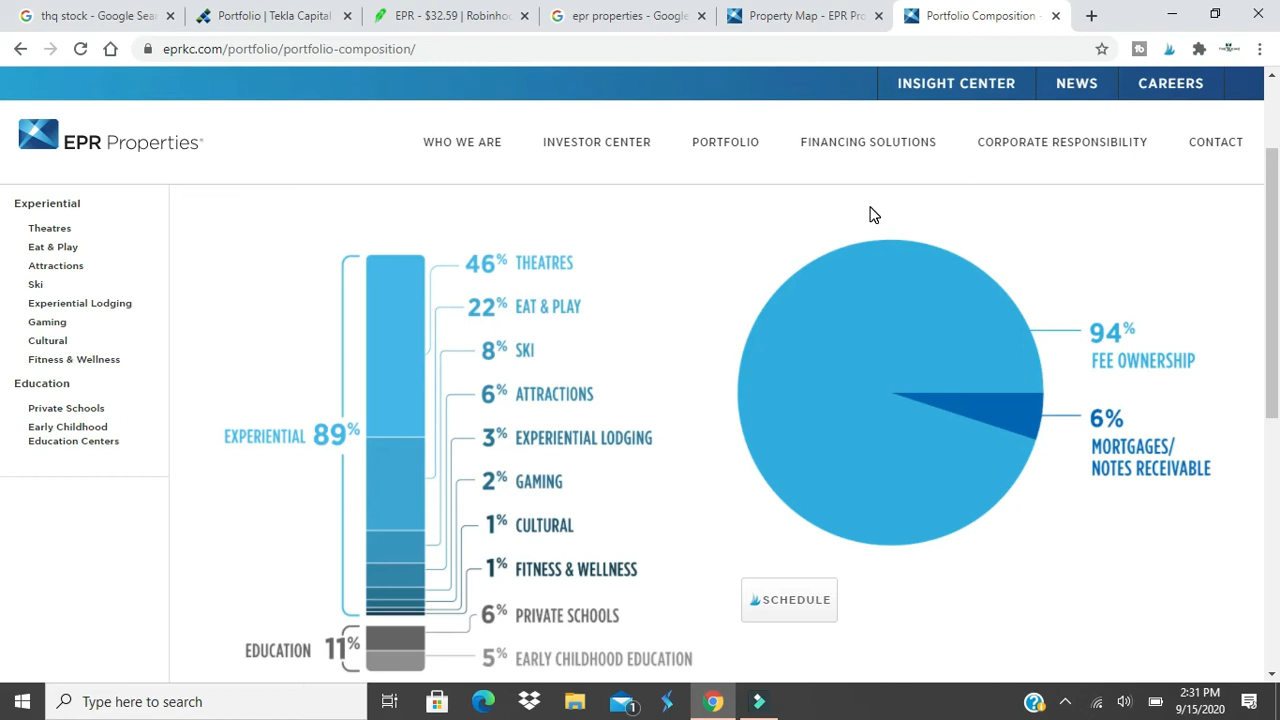 thq stock - Google Sea
Portfolio | Tekla Capital
EPR - $32.59 | Robinhoo
epr properties - Google
Property Map - EPR Pro
Portfolio Composition -
eprkc.com/portfolio/portfolio-composition/
INSIGHT CENTER
NEWS
CAREERS
EPR Properties
WHO WE ARE
INVESTOR CENTER
PORTFOLIO
FINANCING SOLUTIONS
CORPORATE RESPONSIBILITY
CONTACT
Experiential
Theatres
Eat & Play
Attractions
Ski
Experiential Lodging
Gaming
Cultural
Fitness & Wellness
Education
Private Schools
Early Childhood
Education Centers
EXPERIENTIAL 89%
46% THEATRES
22% EAT & PLAY
8% SKI
6% ATTRACTIONS
3% EXPERIENTIAL LODGING
2% GAMING
1% CULTURAL
1% FITNESS & WELLNESS
EDUCATION 11%
6% PRIVATE SCHOOLS
5% EARLY CHILDHOOD EDUCATION
94%
FEE OWNERSHIP
6%
MORTGAGES/
NOTES RECEIVABLE
SCHEDULE
Type here to search
1
2:31 PM
9/15/2020